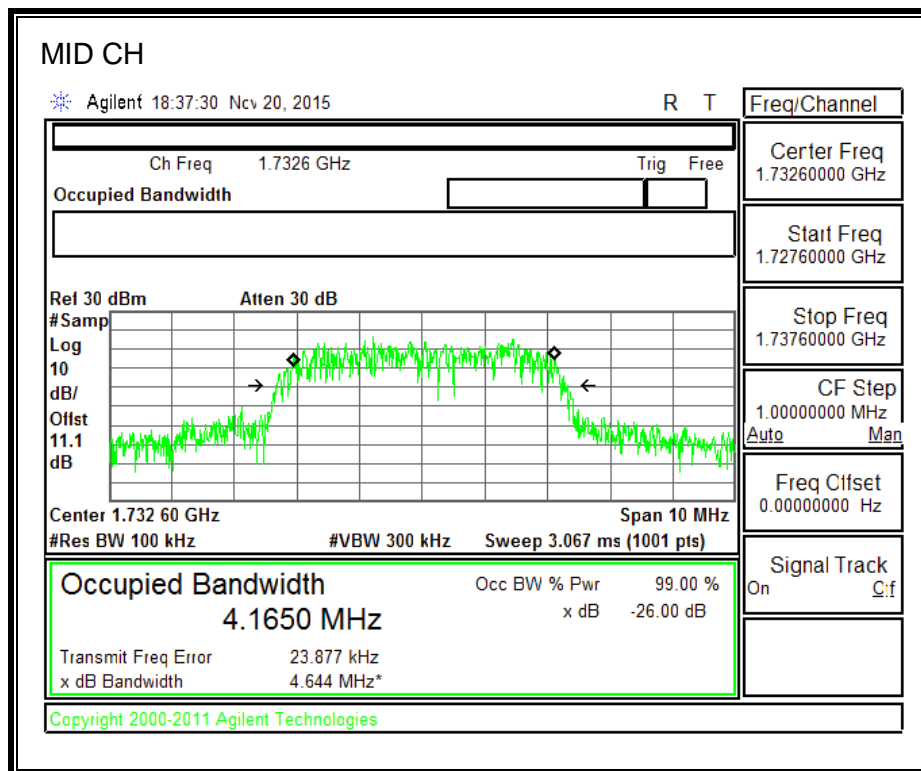 MID CH
Agilent 18:37:30 Nov 20, 2015 R T
Freq/Channel
Ch Freq 1.7326 GHz Trig Free
Occupied Bandwidth
Center Freq
1.73260000 GHz
Start Freq
1.72760000 GHz
Stop Freq
1.73760000 GHz
CF Step
1.00000000 MHz
Auto Man
Freq Offset
0.00000000 Hz
Signal Track
On Off
Ref 30 dBm Atten 30 dB
#Samp
Log
10
dB/
Offst
11.1
dB
Center 1.732 60 GHz Span 10 MHz
#Res BW 100 kHz #VBW 300 kHz Sweep 3.067 ms (1001 pts)
Occupied Bandwidth Occ BW % Pwr 99.00 %
4.1650 MHz x dB -26.00 dB
Transmit Freq Error 23.877 kHz
x dB Bandwidth 4.644 MHz*
Copyright 2000-2011 Agilent Technologies